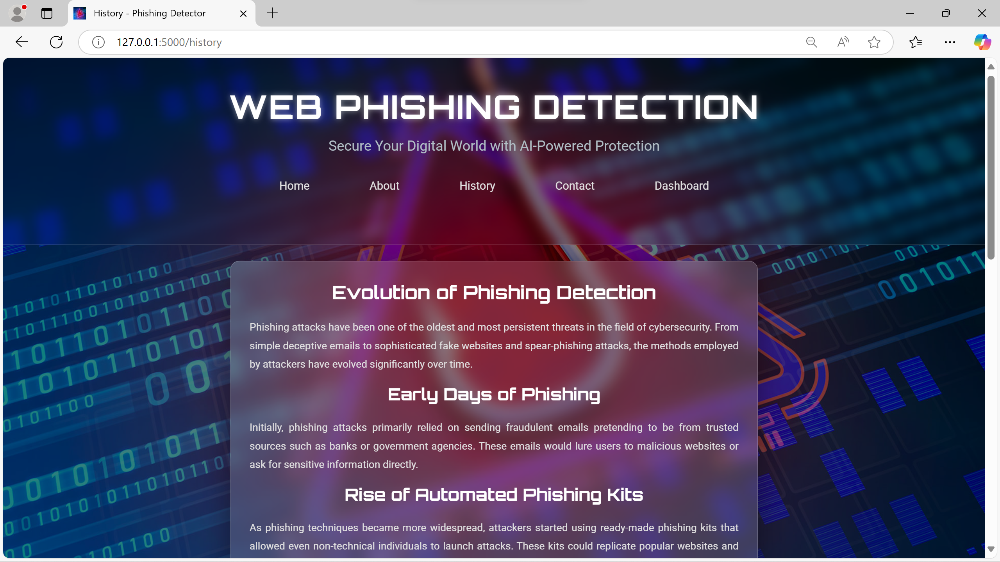 History - Phishing Detector
127.0.0.1:5000/history
WEB PHISHING DETECTION
Secure Your Digital World with AI-Powered Protection
Home About History Contact Dashboard
Evolution of Phishing Detection
Phishing attacks have been one of the oldest and most persistent threats in the field of cybersecurity. From
simple deceptive emails to sophisticated fake websites and spear-phishing attacks, the methods employed
by attackers have evolved significantly over time.
Early Days of Phishing
Initially, phishing attacks primarily relied on sending fraudulent emails pretending to be from trusted
sources such as banks or government agencies. These emails would lure users to malicious websites or
ask for sensitive information directly.
Rise of Automated Phishing Kits
As phishing techniques became more widespread, attackers started using ready-made phishing kits that
allowed even non-technical individuals to launch attacks. These kits could replicate popular websites and